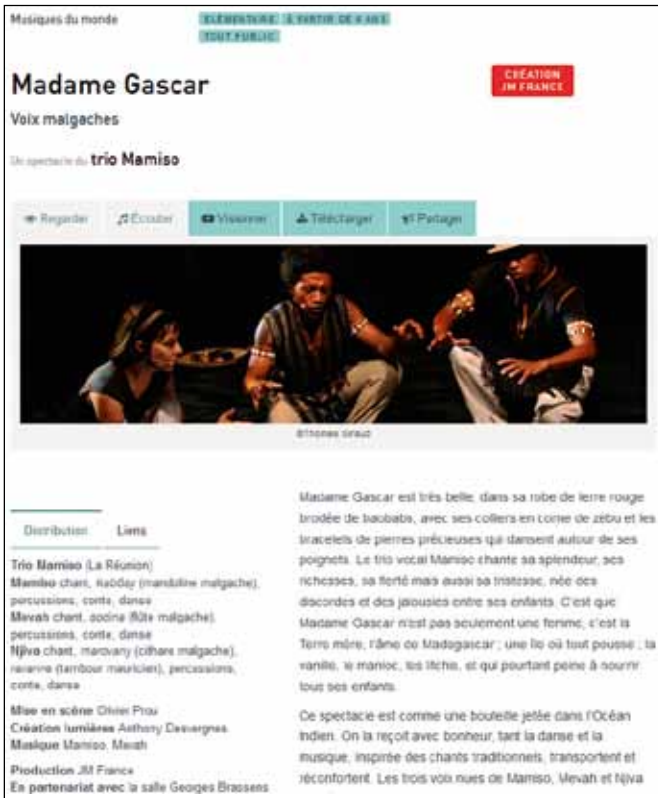 Musiques du monde
ÉLÉMENTAIRE À PARTIR DE 6 ANS
TOUT PUBLIC
Madame Gascar
CRÉATION
JM FRANCE
Voix malgaches
Un spectacle du trio Mamiso
Regarder Écouter Visionner Télécharger Partager
©Thomas Giraud
Distribution Liens
Trio Mamiso (La Réunion)
Mamiso chant, kabosy (mandoline malgache),
percussions, conte, danse
Mevah chant, sodina (flûte malgache),
percussions, conte, danse
Njiva chant, marovany (cithare malgache),
ravanne (tambour mauricien), percussions,
conte, danse
Mise en scène Olivier Prou
Création lumières Anthony Desvergnes
Musique Mamiso, Mevah
Production JM France
En partenariat avec la salle Georges Brassens
Madame Gascar est très belle, dans sa robe de terre rouge
brodée de baobabs, avec ses colliers en corne de zébu et les
bracelets de pierres précieuses qui dansent autour de ses
poignets. Le trio vocal Mamiso chante sa splendeur, ses
richesses, sa fierté mais aussi sa tristesse, née des
discordes et des jalousies entre ses enfants. C'est que
Madame Gascar n'est pas seulement une femme, c'est la
Terre mère, l'âme de Madagascar ; une île où tout pousse ; la
vanille, le manioc, les litchis, et qui pourtant peine à nourrir
tous ses enfants.
Ce spectacle est comme une bouteille jetée dans l'Océan
Indien. On la reçoit avec bonheur, tant la danse et la
musique, inspirée des chants traditionnels, transportent et
réconfortent. Les trois voix nues de Mamiso, Mevah et Njiva